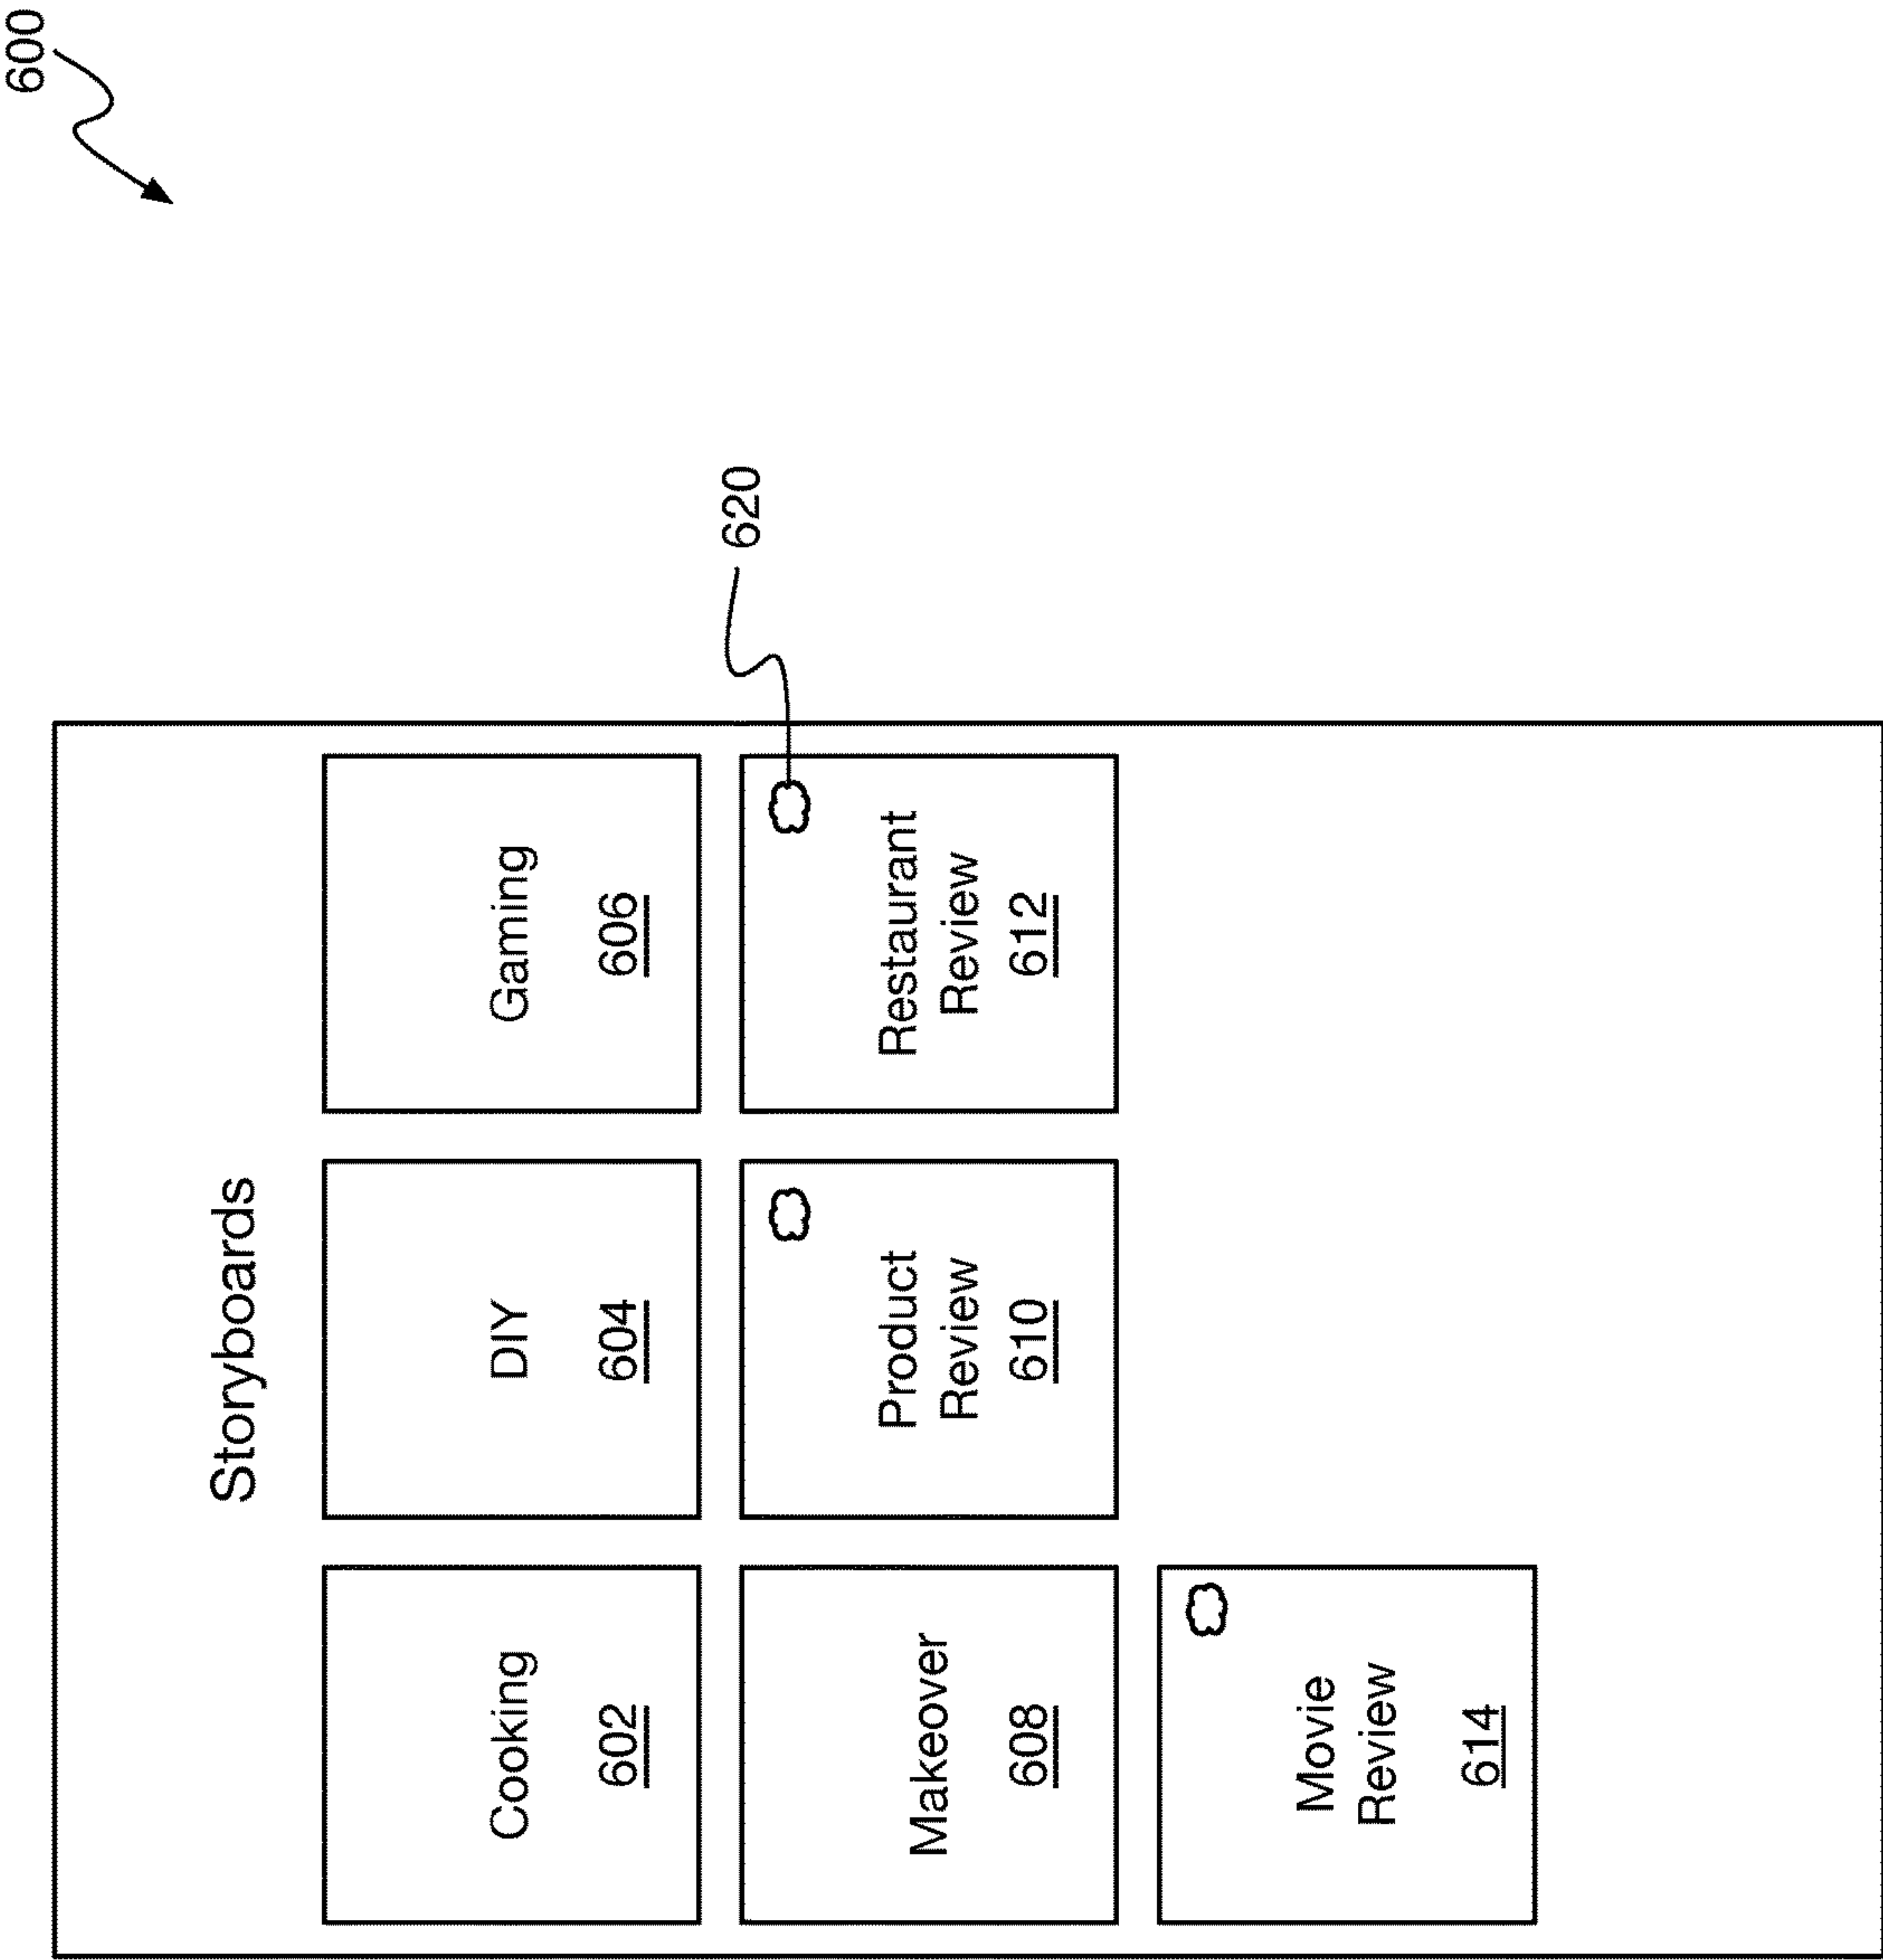 600
Storyboards
Cooking
602
DIY
604
Gaming
606
620
Makeover
608
Product
Review
610
Restaurant
Review
612
Movie
Review
614